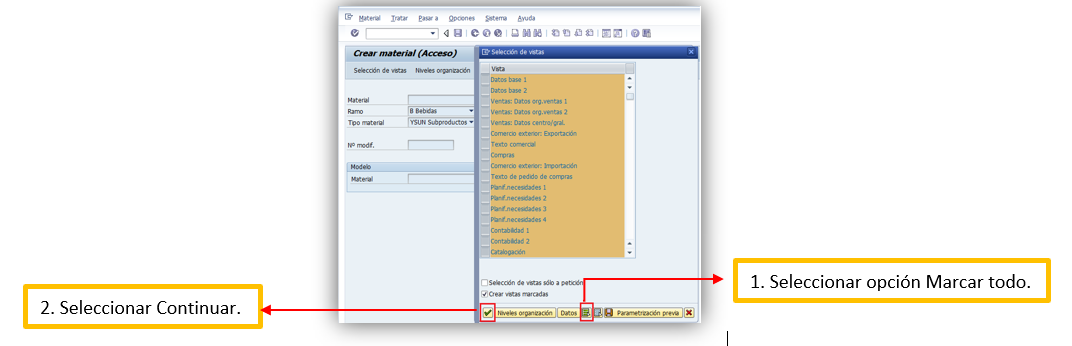 Material Tratar Pasar a Opciones Sistema Ayuda
Crear material (Acceso)
Selección de vistas Niveles organización
Material
Ramo B Bebidas
Tipo material YSUN Subproductos
Nº modif.
Modelo
Material
Selección de vistas
Vista
Datos base 1
Datos base 2
Ventas: Datos org.ventas 1
Ventas: Datos org.ventas 2
Ventas: Datos centro/gral.
Comercio exterior: Exportación
Texto comercial
Compras
Comercio exterior: Importación
Texto de pedido de compras
Planif.necesidades 1
Planif.necesidades 2
Planif.necesidades 3
Planif.necesidades 4
Contabilidad 1
Contabilidad 2
Catalogación
Selección de vistas sólo a petición
Crear vistas marcadas
Niveles organización Datos Parametrización previa
1. Seleccionar opción Marcar todo.
2. Seleccionar Continuar.